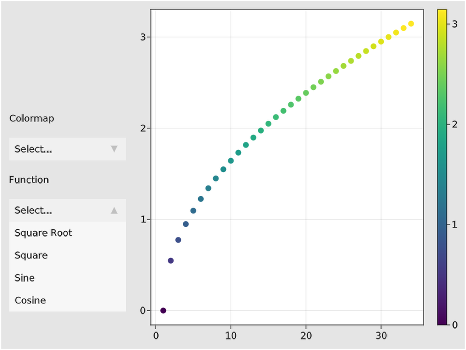 Colormap
Select...
Function
Select...
Square Root
Square
Sine
Cosine
3
2
1
0
0 10 20 30
3
2
1
0